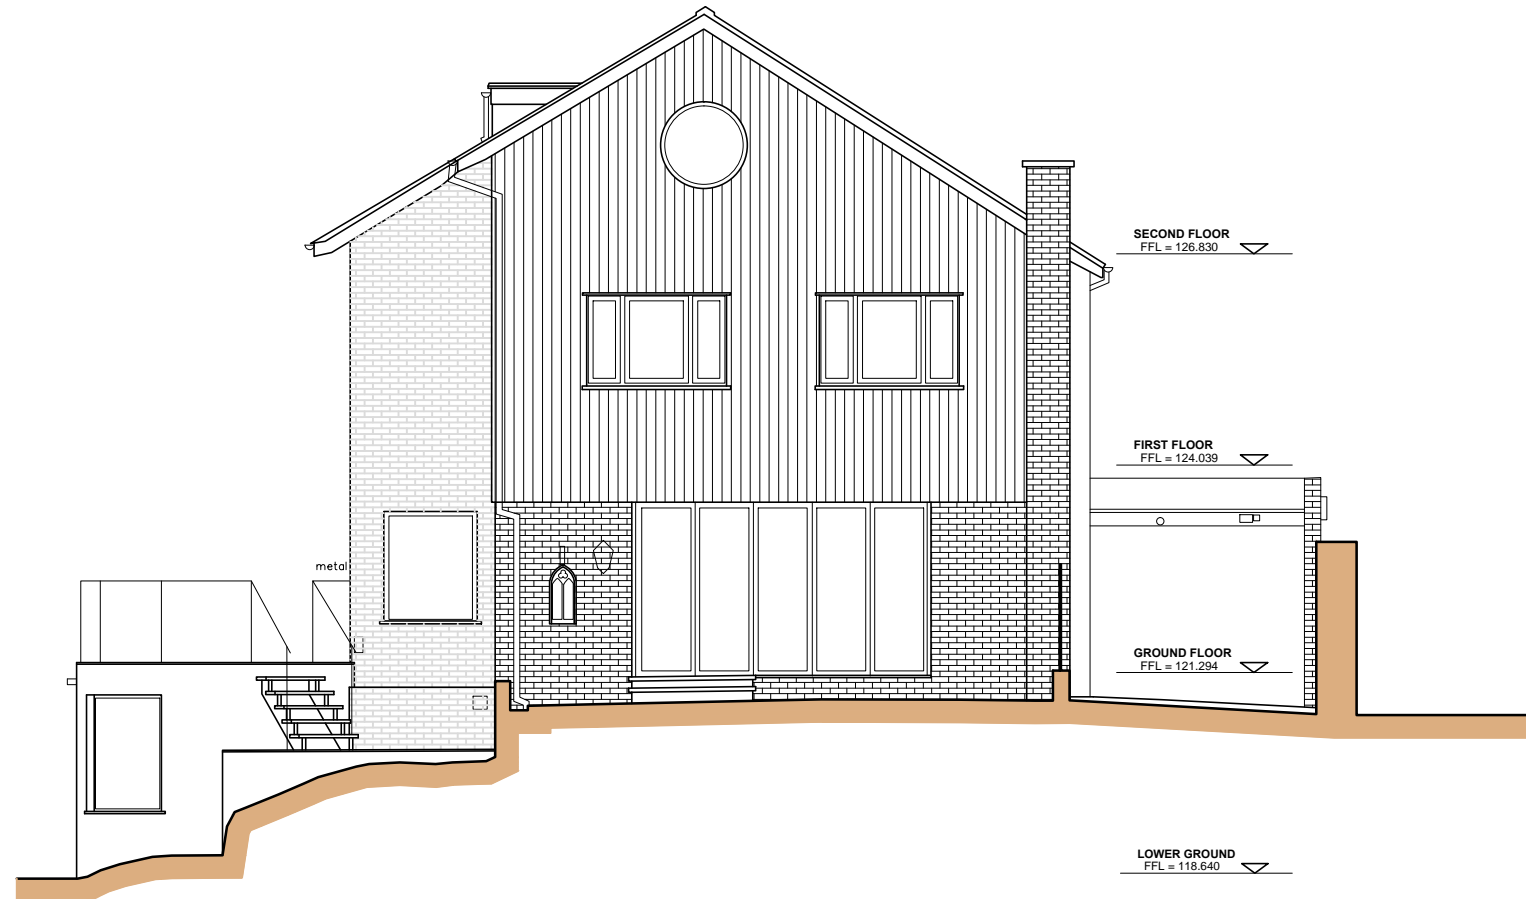 SECOND FLOOR
FFL = 126.830
FIRST FLOOR
FFL = 124.039
metal
GROUND FLOOR
FFL = 121.294
LOWER GROUND
FFL = 118.640